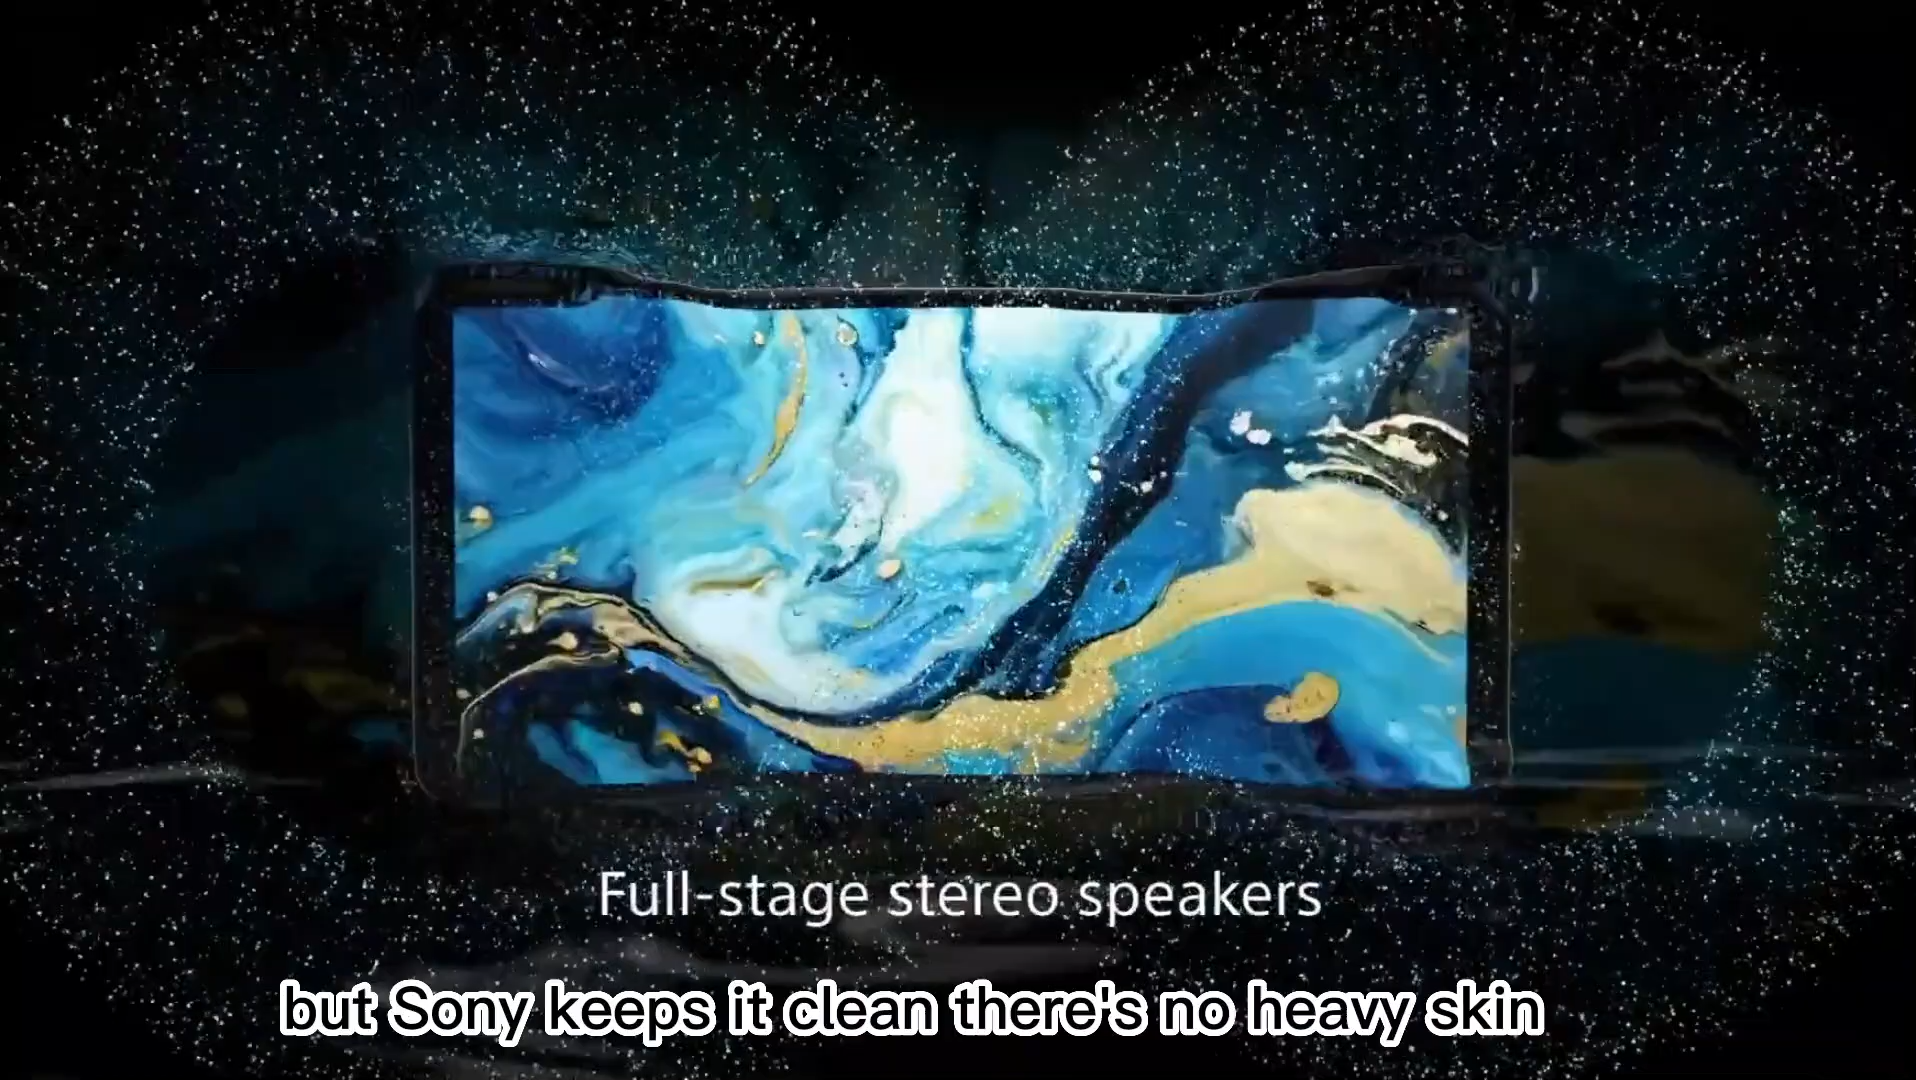 Full-stage stereo speakers
but Sony keeps it clean there's no heavy skin